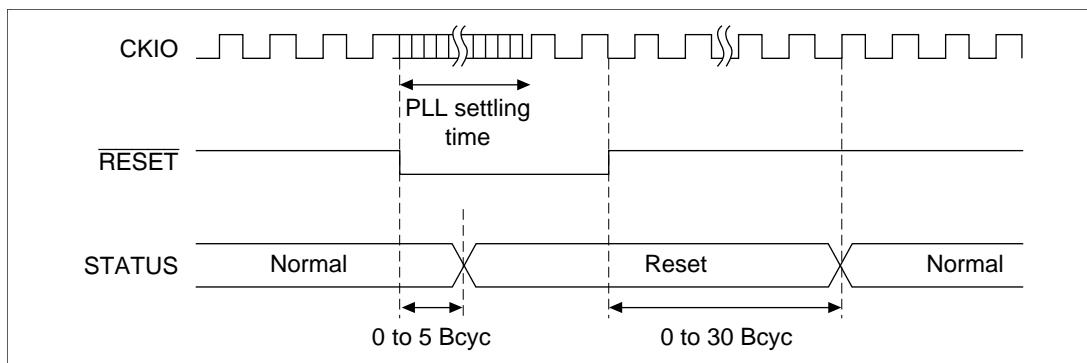 CKIO
PLL settling
time
RESET
STATUS
Normal
Reset
Normal
0 to 5 Bcyc
0 to 30 Bcyc